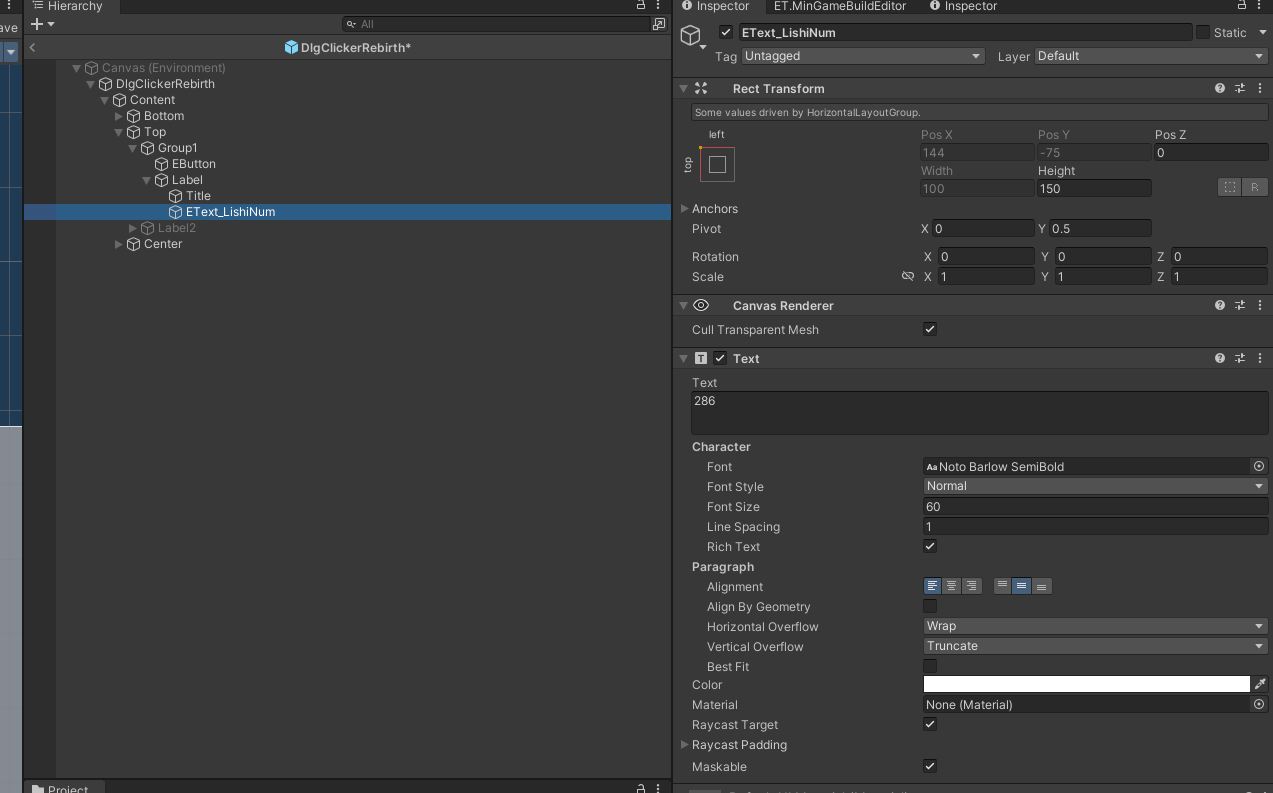 Hierarchy
Inspector
ET.MinGameBuildEditor
Inspector
ave
All
DlgClickerRebirth*
Canvas (Environment)
DlgClickerRebirth
Content
Bottom
Top
Group1
EButton
Label
Title
EText_LishiNum
Label2
Center
Project
EText_LishiNum
Static
Tag Untagged
Layer Default
Rect Transform
Some values driven by HorizontalLayoutGroup.
left
top
Pos X Pos Y Pos Z
144 -75 0
Width Height
100 150
R
Anchors
Pivot X 0 Y 0.5
Rotation X 0 Y 0 Z 0
Scale X 1 Y 1 Z 1
Canvas Renderer
Cull Transparent Mesh
T Text
Text
286
Character
Font Aa Noto Barlow SemiBold
Font Style Normal
Font Size 60
Line Spacing 1
Rich Text
Paragraph
Alignment
Align By Geometry
Horizontal Overflow Wrap
Vertical Overflow Truncate
Best Fit
Color
Material None (Material)
Raycast Target
Raycast Padding
Maskable